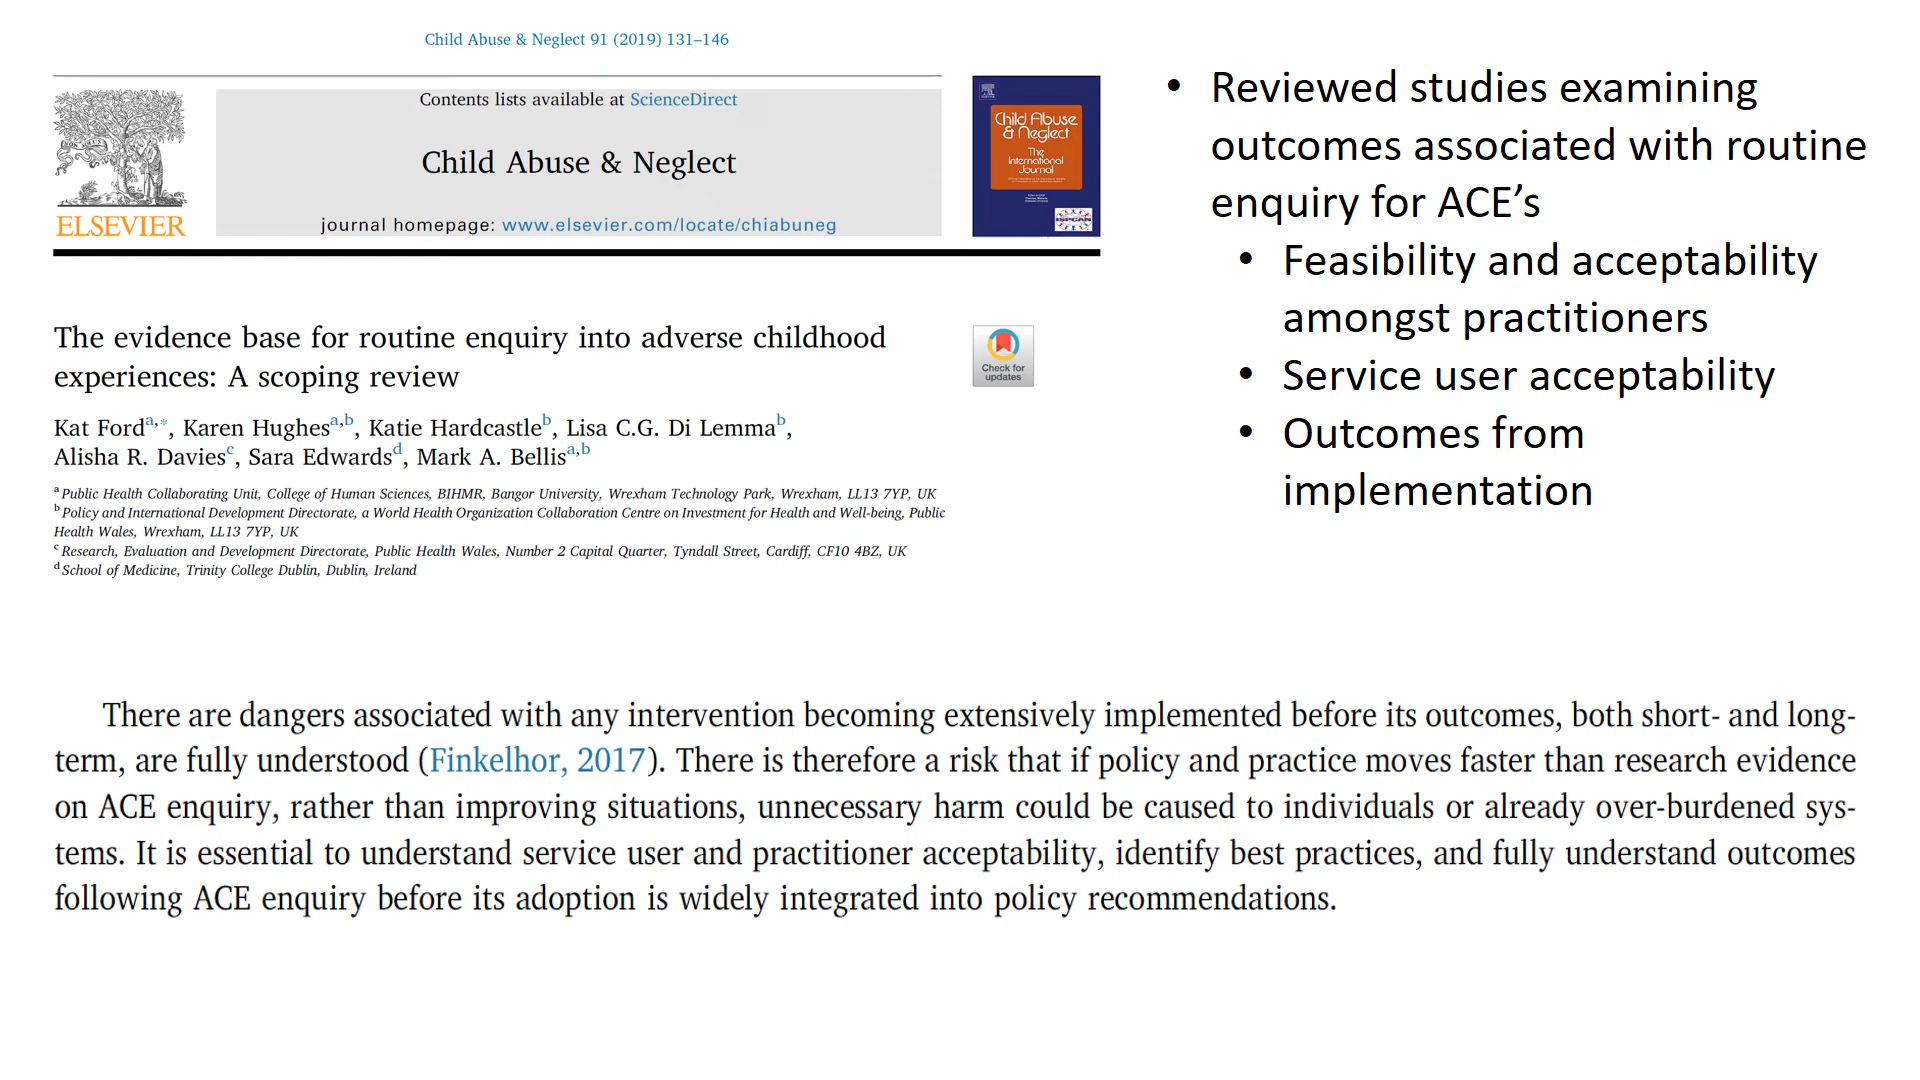 Child Abuse & Neglect 91 (2019) 131–146
Contents lists available at ScienceDirect
Child Abuse & Neglect
journal homepage: www.elsevier.com/locate/chiabuneg
ELSEVIER
Child Abuse
& Neglect
The
International
Journal
ISPCAN
The evidence base for routine enquiry into adverse childhood
experiences: A scoping review
Check for
updates
Kat Ford a,*, Karen Hughes a,b, Katie Hardcastle b, Lisa C.G. Di Lemma b,
Alisha R. Davies c, Sara Edwards d, Mark A. Bellis a,b
a Public Health Collaborating Unit, College of Human Sciences, BIHMR, Bangor University, Wrexham Technology Park, Wrexham, LL13 7YP, UK
b Policy and International Development Directorate, a World Health Organization Collaboration Centre on Investment for Health and Well-being, Public
Health Wales, Wrexham, LL13 7YP, UK
c Research, Evaluation and Development Directorate, Public Health Wales, Number 2 Capital Quarter, Tyndall Street, Cardiff, CF10 4BZ, UK
d School of Medicine, Trinity College Dublin, Dublin, Ireland
• Reviewed studies examining
outcomes associated with routine
enquiry for ACE’s
• Feasibility and acceptability
amongst practitioners
• Service user acceptability
• Outcomes from
implementation
There are dangers associated with any intervention becoming extensively implemented before its outcomes, both short- and long-
term, are fully understood (Finkelhor, 2017). There is therefore a risk that if policy and practice moves faster than research evidence
on ACE enquiry, rather than improving situations, unnecessary harm could be caused to individuals or already over-burdened sys-
tems. It is essential to understand service user and practitioner acceptability, identify best practices, and fully understand outcomes
following ACE enquiry before its adoption is widely integrated into policy recommendations.